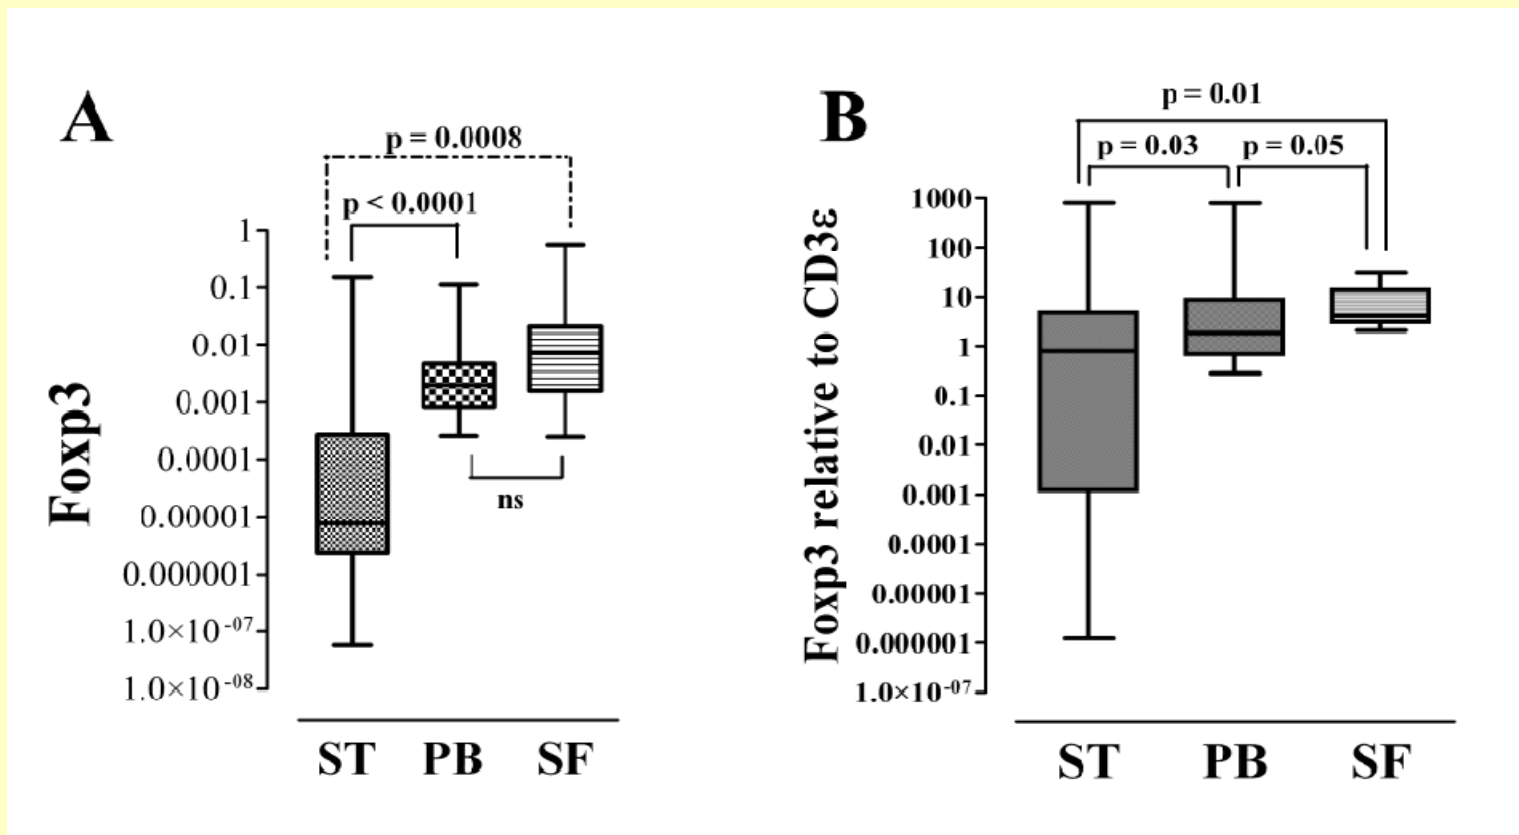 A
p = 0.0008
p < 0.0001
1
0.1
0.01
0.001
0.0001
0.00001
0.000001
1.0×10⁻⁰⁷
1.0×10⁻⁰⁸
Foxp3
ns
ST PB SF
B
p = 0.01
p = 0.03 p = 0.05
1000
100
10
1
0.1
0.01
0.001
0.0001
0.00001
0.000001
1.0×10⁻⁰⁷
Foxp3 relative to CD3ε
ST PB SF